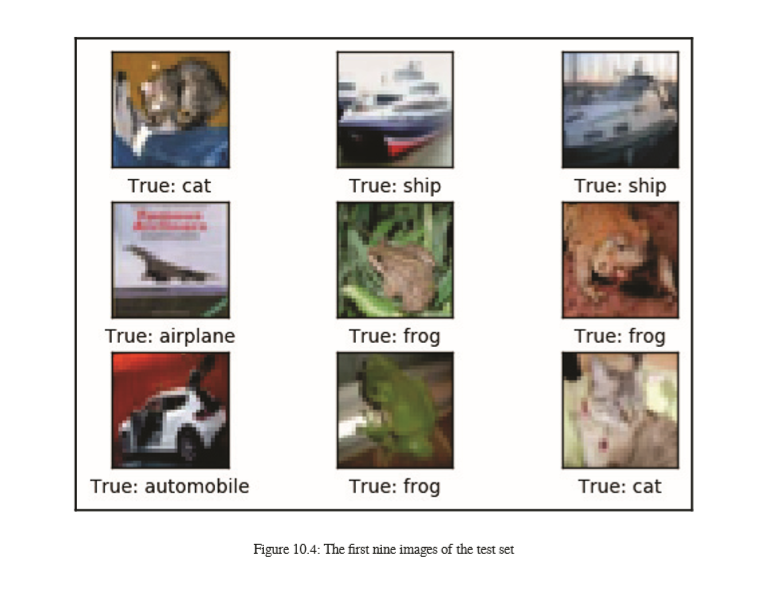 True: cat
True: ship
True: ship
True: airplane
True: frog
True: frog
True: automobile
True: frog
True: cat
Figure 10.4: The first nine images of the test set